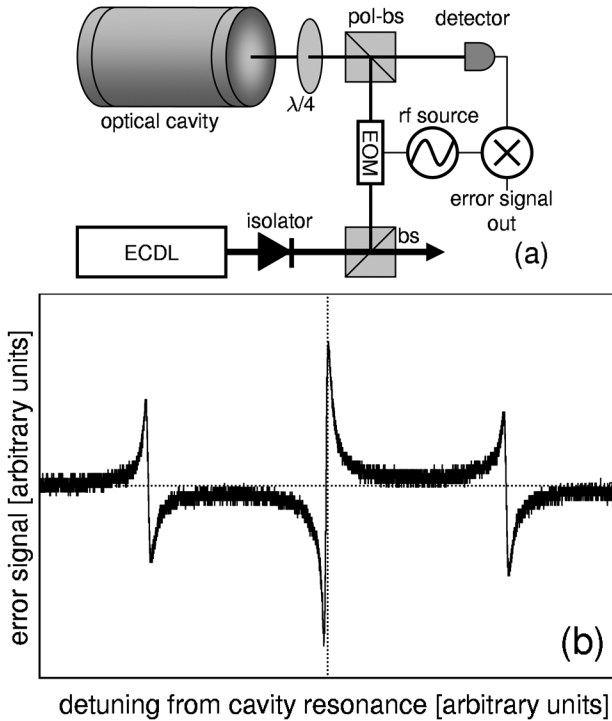 pol-bs
detector
λ/4
optical cavity
rf source
EOM
error signal
out
isolator
bs
ECDL
(a)
error signal [arbitrary units]
(b)
detuning from cavity resonance [arbitrary units]